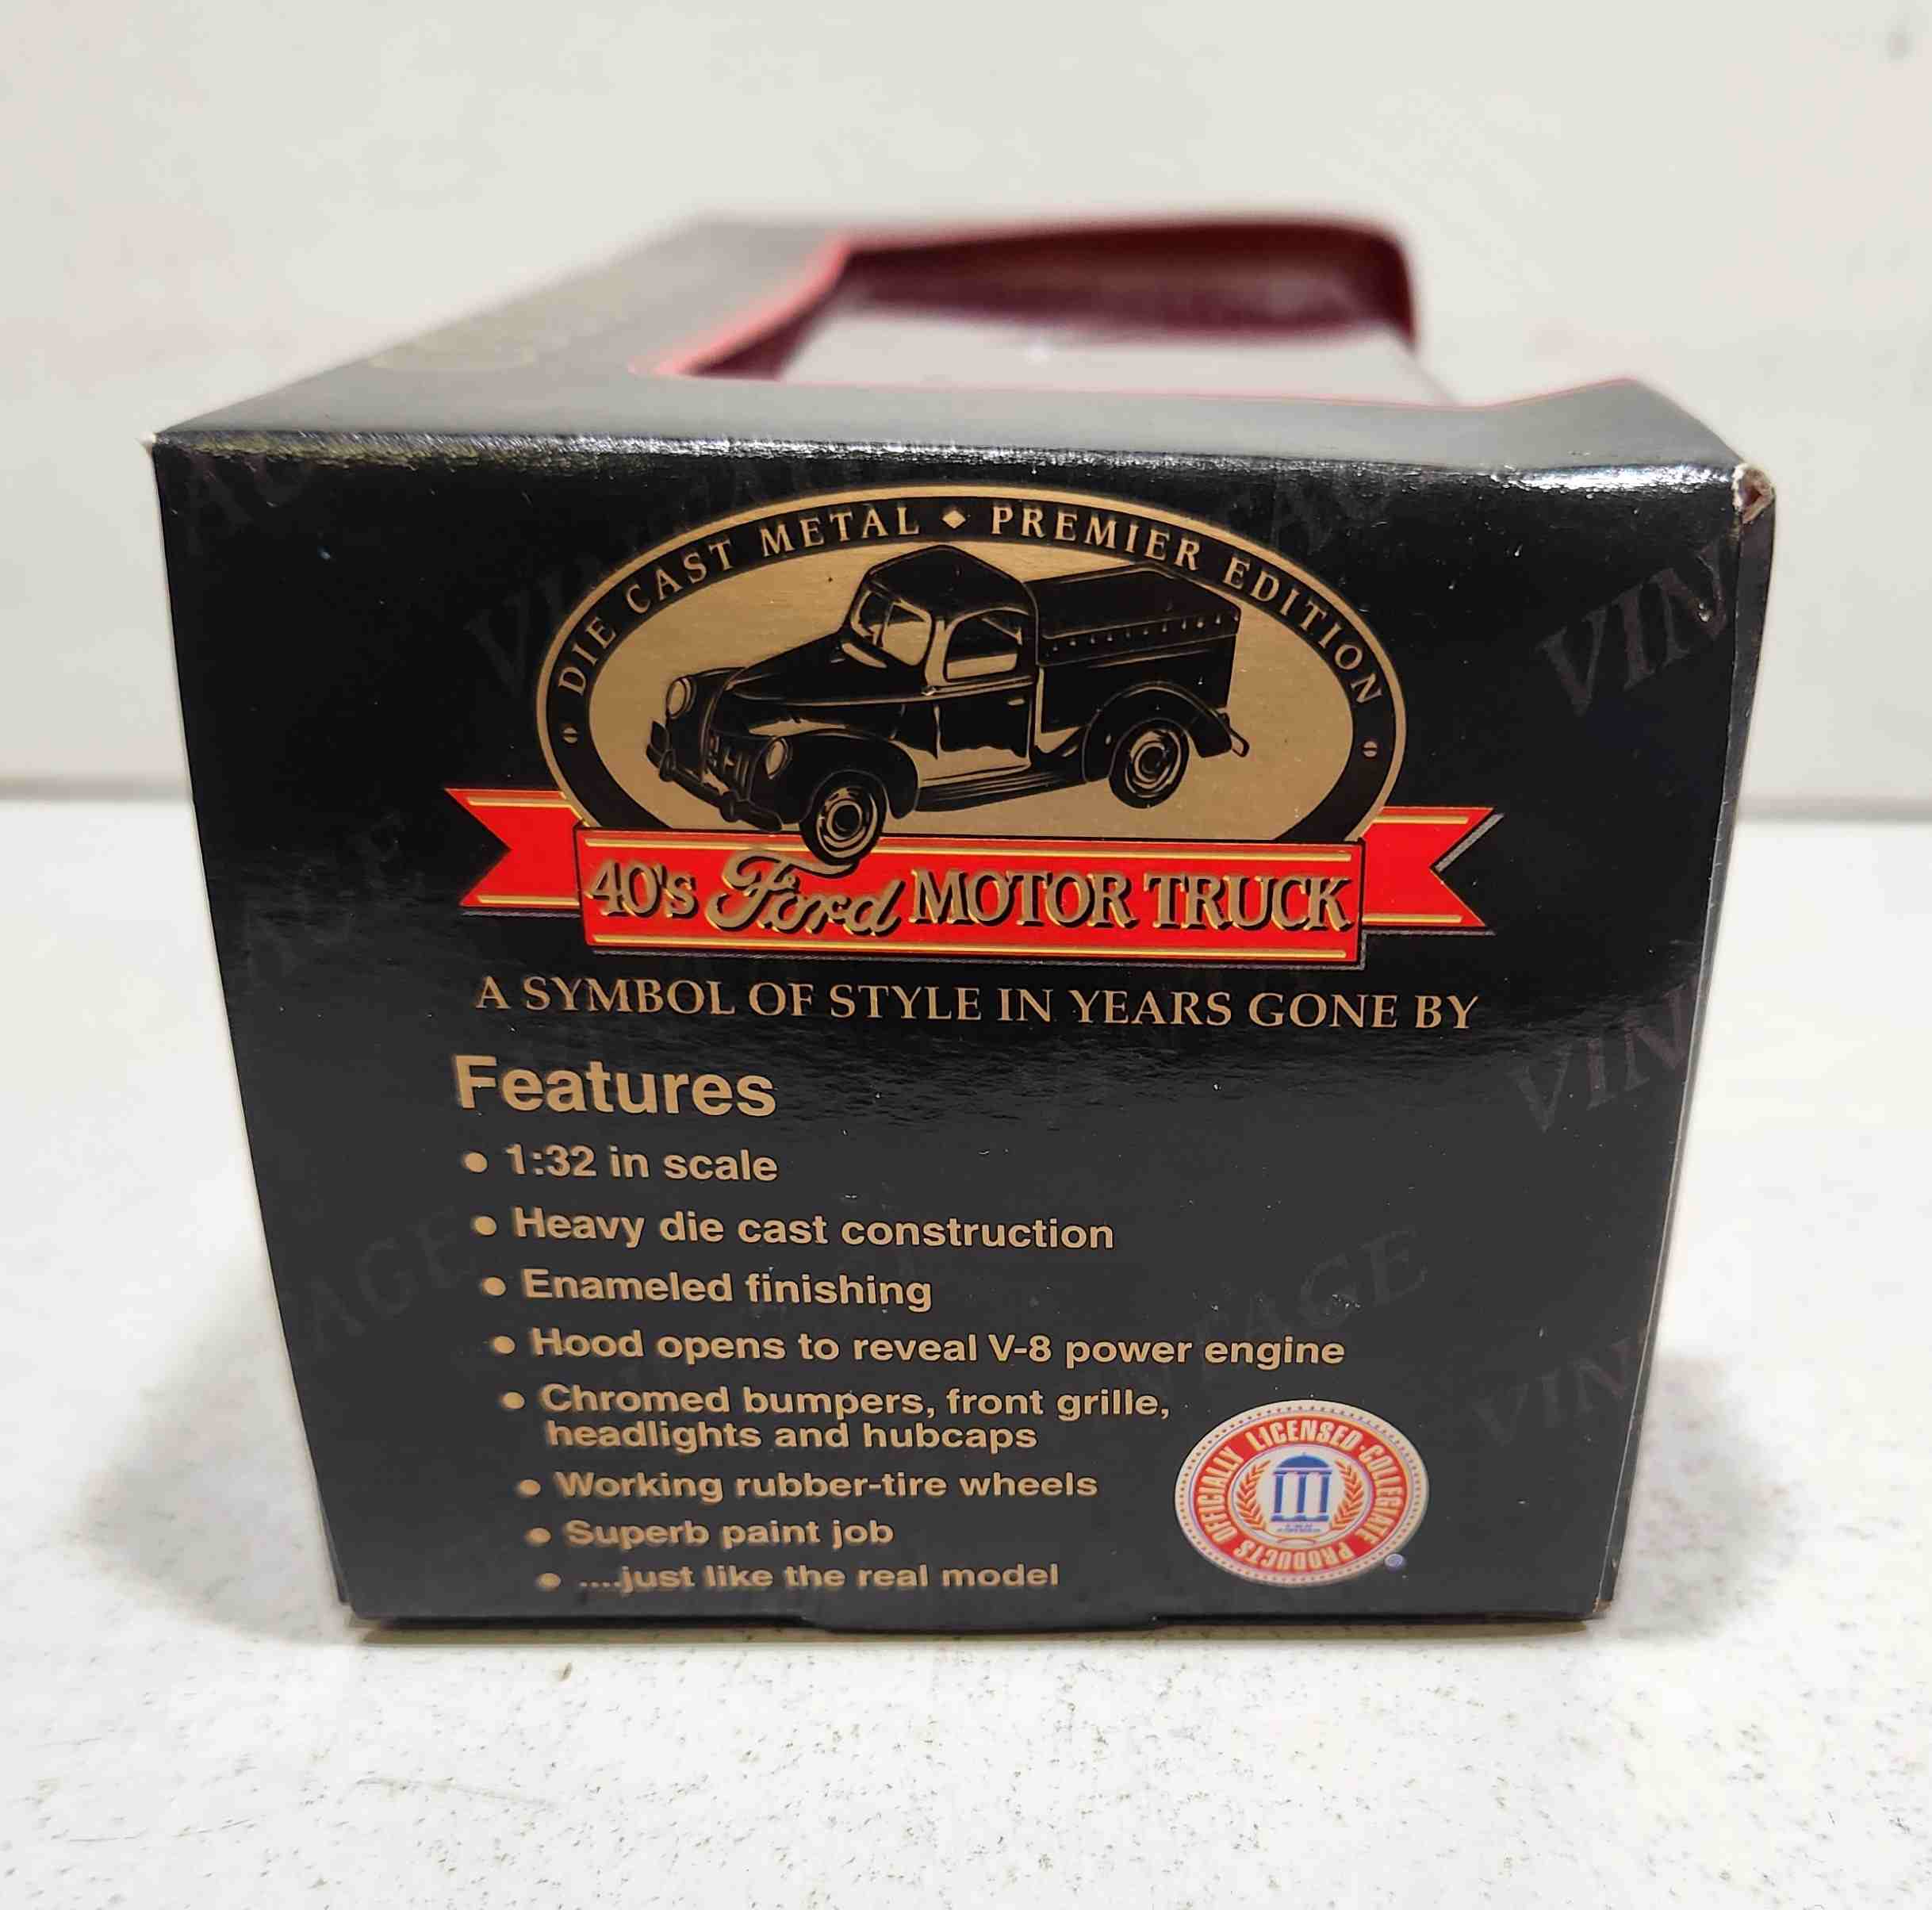 DIE CAST METAL ◆ PREMIER EDITION
40's Ford MOTOR TRUCK
A SYMBOL OF STYLE IN YEARS GONE BY
Features
• 1:32 in scale
• Heavy die cast construction
• Enameled finishing
• Hood opens to reveal V-8 power engine
• Chromed bumpers, front grille,
headlights and hubcaps
• Working rubber-tire wheels
• Superb paint job
• ....just like the real model
OFFICIALLY LICENSED COLLEGIATE PRODUCTS
VINTAGE